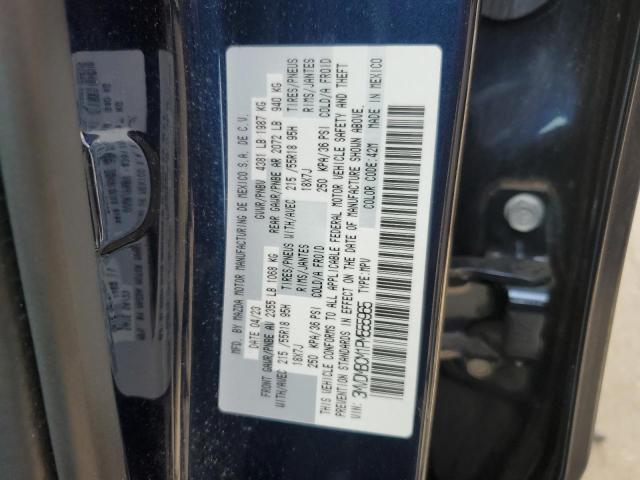 MFD. BY MAZDA MOTOR MANUFACTURING DE MEXICO S.A. DE C.V.
DATE 04/23 GVWR/PNBV 4381 LB 1987 KG
FRONT GAWR/PNBE AV 2355 LB 1068 KG REAR GAWR/PNBE AR 2072 LB 940 KG
WITH/AVEC 215 /55R18 95H TIRES/PNEUS WITH/AVEC 215 /55R18 95H TIRES/PNEUS
18X7J RIMS/JANTES 18X7J RIMS/JANTES
250 KPA/36 PSI COLD/A FROID 250 KPA/36 PSI COLD/A FROID
THIS VEHICLE CONFORMS TO ALL APPLICABLE FEDERAL MOTOR VEHICLE SAFETY AND THEFT
PREVENTION STANDARDS IN EFFECT ON THE DATE OF MANUFACTURE SHOWN ABOVE.
COLOR CODE:42M MADE IN MEXICO
VIN: TYPE:MPV